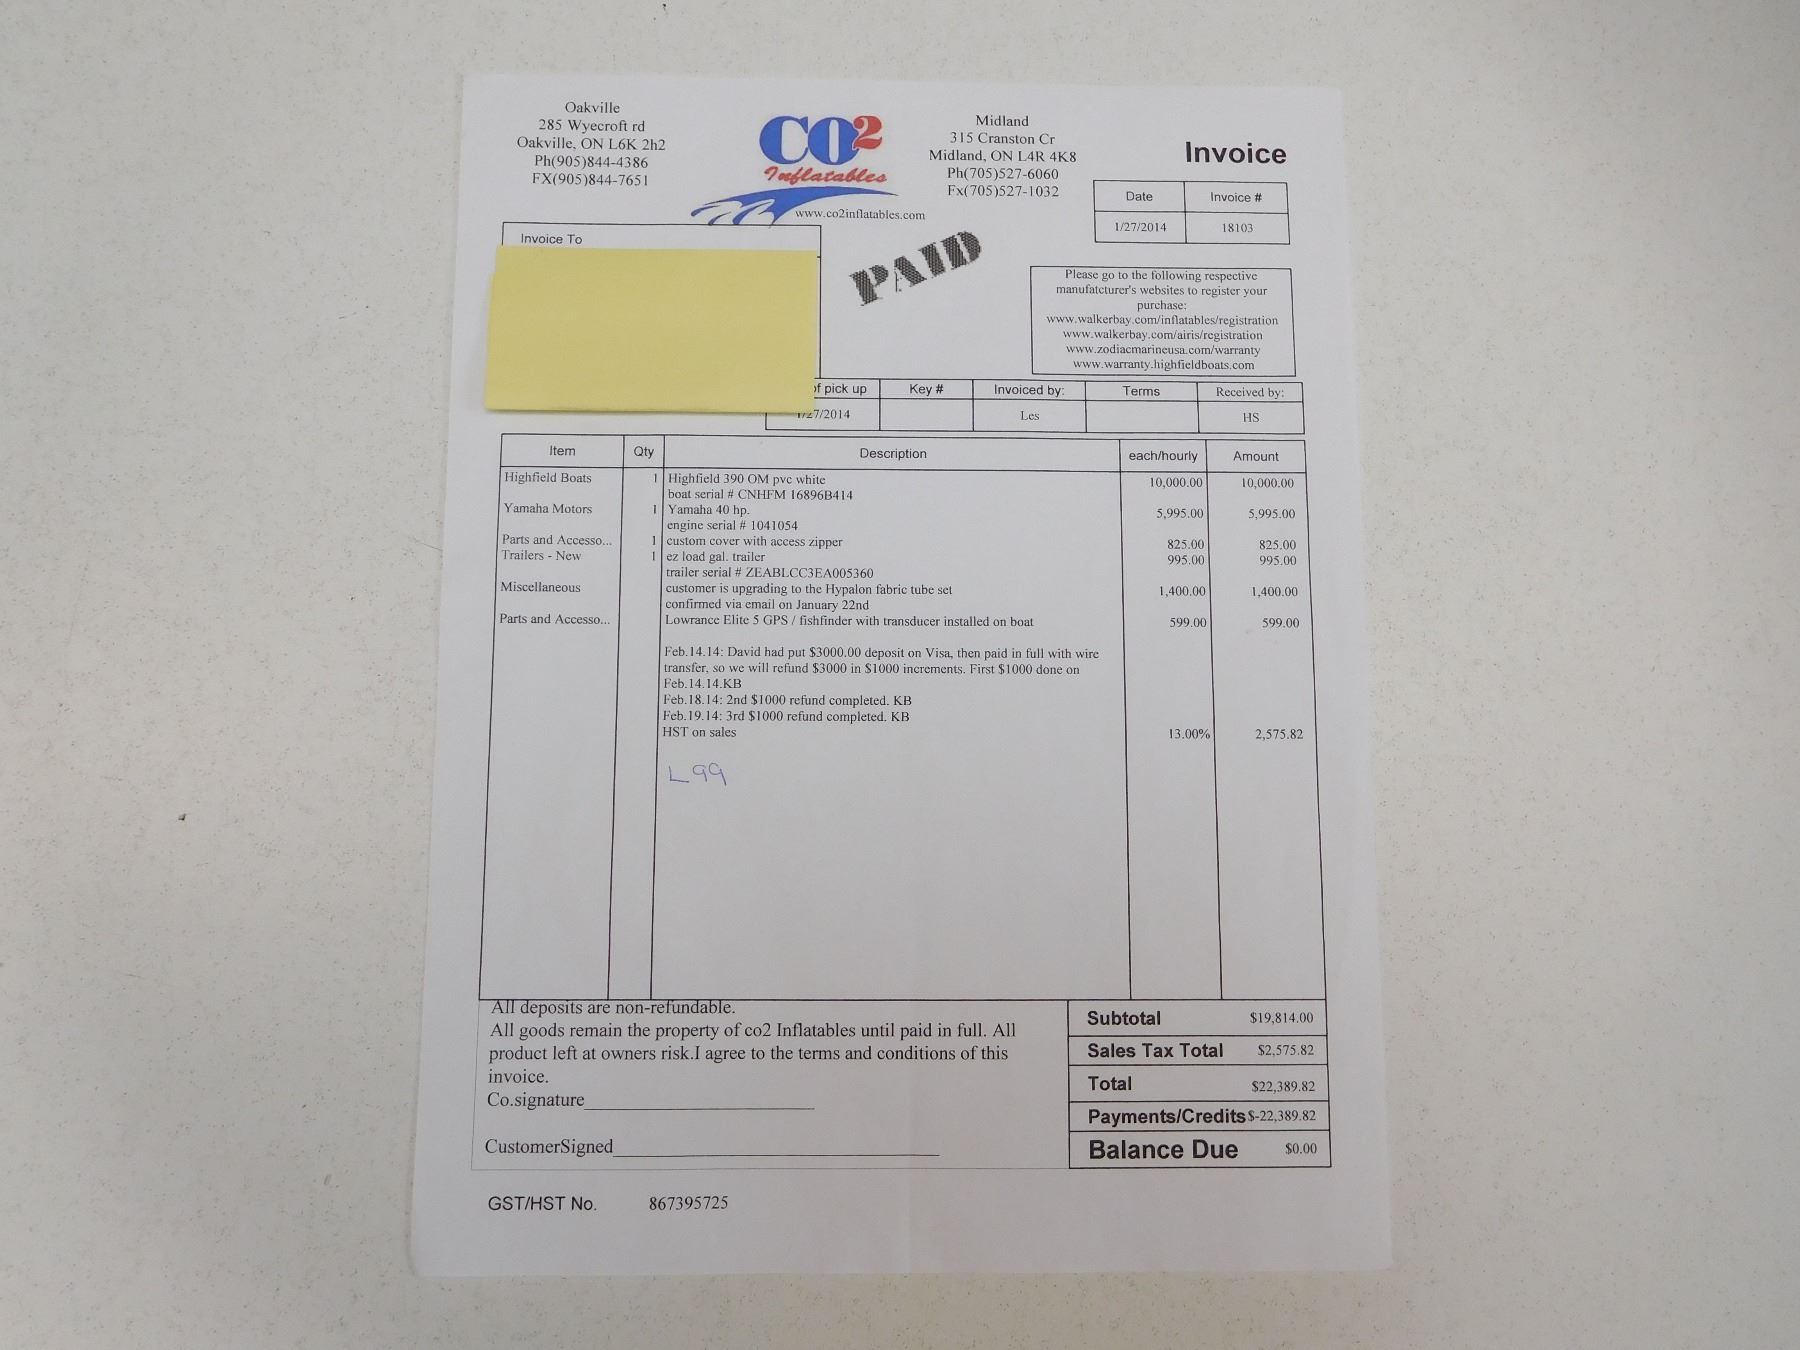 Oakville
285 Wyecroft rd
Oakville, ON L6K 2h2
Ph(905)844-4386
FX(905)844-7651
CO2
Inflatables
www.co2inflatables.com
Midland
315 Cranston Cr
Midland, ON L4R 4K8
Ph(705)527-6060
Fx(705)527-1032
Invoice
Date Invoice #
1/27/2014 18103
Invoice To
PAID
Please go to the following respective
manufatcturer's websites to register your
purchase:
www.walkerbay.com/inflatables/registration
www.walkerbay.com/airis/registration
www.zodiacmarineusa.com/warranty
www.warranty.highfieldboats.com
of pick up Key # Invoiced by: Terms Received by:
1/27/2014 Les HS
Item Qty Description each/hourly Amount
Highfield Boats 1 Highfield 390 OM pvc white 10,000.00 10,000.00
boat serial # CNHFM 16896B414
Yamaha Motors 1 Yamaha 40 hp. 5,995.00 5,995.00
engine serial # 1041054
Parts and Accesso... 1 custom cover with access zipper 825.00 825.00
Trailers - New 1 ez load gal. trailer 995.00 995.00
trailer serial # ZEABLCC3EA005360
Miscellaneous customer is upgrading to the Hypalon fabric tube set 1,400.00 1,400.00
confirmed via email on January 22nd
Parts and Accesso... Lowrance Elite 5 GPS / fishfinder with transducer installed on boat 599.00 599.00
Feb.14.14: David had put $3000.00 deposit on Visa, then paid in full with wire
transfer, so we will refund $3000 in $1000 increments. First $1000 done on
Feb.14.14.KB
Feb.18.14: 2nd $1000 refund completed. KB
Feb.19.14: 3rd $1000 refund completed. KB
HST on sales 13.00% 2,575.82
L99
All deposits are non-refundable.
All goods remain the property of co2 Inflatables until paid in full. All
product left at owners risk.I agree to the terms and conditions of this
invoice.
Co.signature
CustomerSigned
Subtotal $19,814.00
Sales Tax Total $2,575.82
Total $22,389.82
Payments/Credits $-22,389.82
Balance Due $0.00
GST/HST No. 867395725